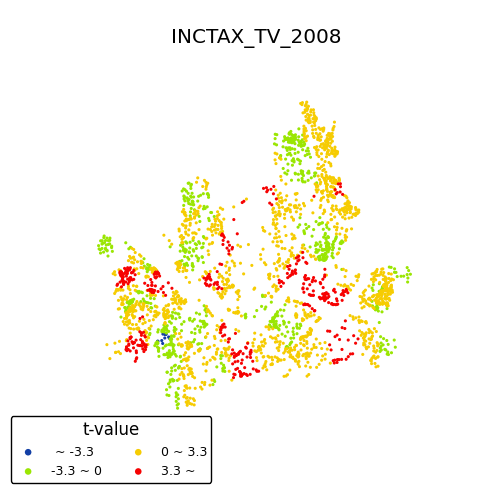 INCTAX_TV_2008
t-value
~ -3.3
0 ~ 3.3
-3.3 ~ 0
3.3 ~